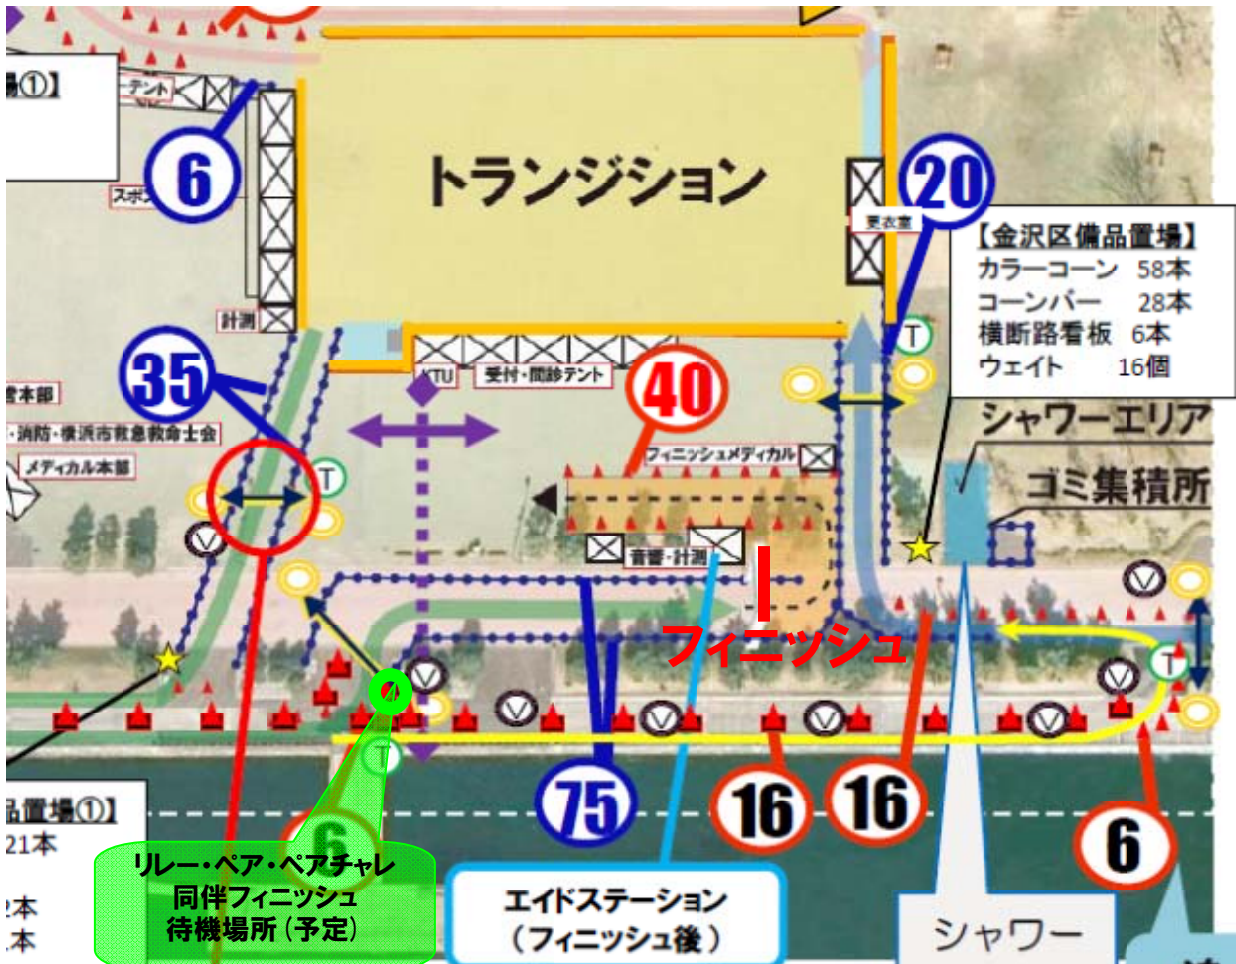 場①】
テント
6
スポン
トランジション
20
更衣室
【金沢区備品置場】
カラーコーン 58本
コーンバー 28本
横断路看板 6本
ウェイト 16個
計測
T
35
KTU
受付・問診テント
40
営本部
・消防・横浜市救急救命士会
メディカル本部
T
フィニッシュメディカル
シャワーエリア
ゴミ集積所
V
音響・計測
V
フィニッシュ
T
V
V
V
V
V
V
T
品置場①】
21本
2本
本
6
75
16
16
6
リレー・ペア・ペアチャレ
同伴フィニッシュ
待機場所（予定）
エイドステーション
（フィニッシュ後）
シャワー